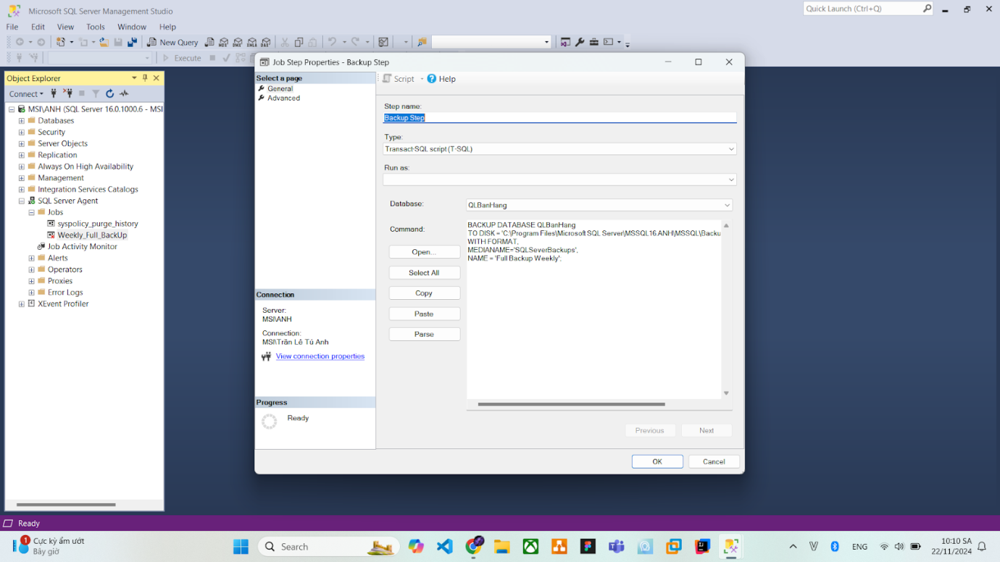 Microsoft SQL Server Management Studio
Quick Launch (Ctrl+Q)
File Edit View Tools Window Help
New Query
Execute
Object Explorer
Connect
MSI\ANH (SQL Server 16.0.1000.6 - MSI
Databases
Security
Server Objects
Replication
Always On High Availability
Management
Integration Services Catalogs
SQL Server Agent
Jobs
syspolicy_purge_history
Weekly_Full_BackUp
Job Activity Monitor
Alerts
Operators
Proxies
Error Logs
XEvent Profiler
Job Step Properties - Backup Step
Select a page
General
Advanced
Connection
Server:
MSI\ANH
Connection:
MSI\Trần Lê Tú Anh
View connection properties
Progress
Ready
Script Help
Step name:
Backup Step
Type:
Transact-SQL script (T-SQL)
Run as:
Database:
QLBanHang
Command:
BACKUP DATABASE QLBanHang
TO DISK = 'C:\Program Files\Microsoft SQL Server\MSSQL16.ANH\MSSQL\Backu
WITH FORMAT,
MEDIANAME='SQLSeverBackups',
NAME = 'Full Backup Weekly';
Open...
Select All
Copy
Paste
Parse
Previous Next
OK Cancel
Ready
1
Cực kỳ ẩm ướt
Bây giờ
Search
ENG
10:10 SA
22/11/2024